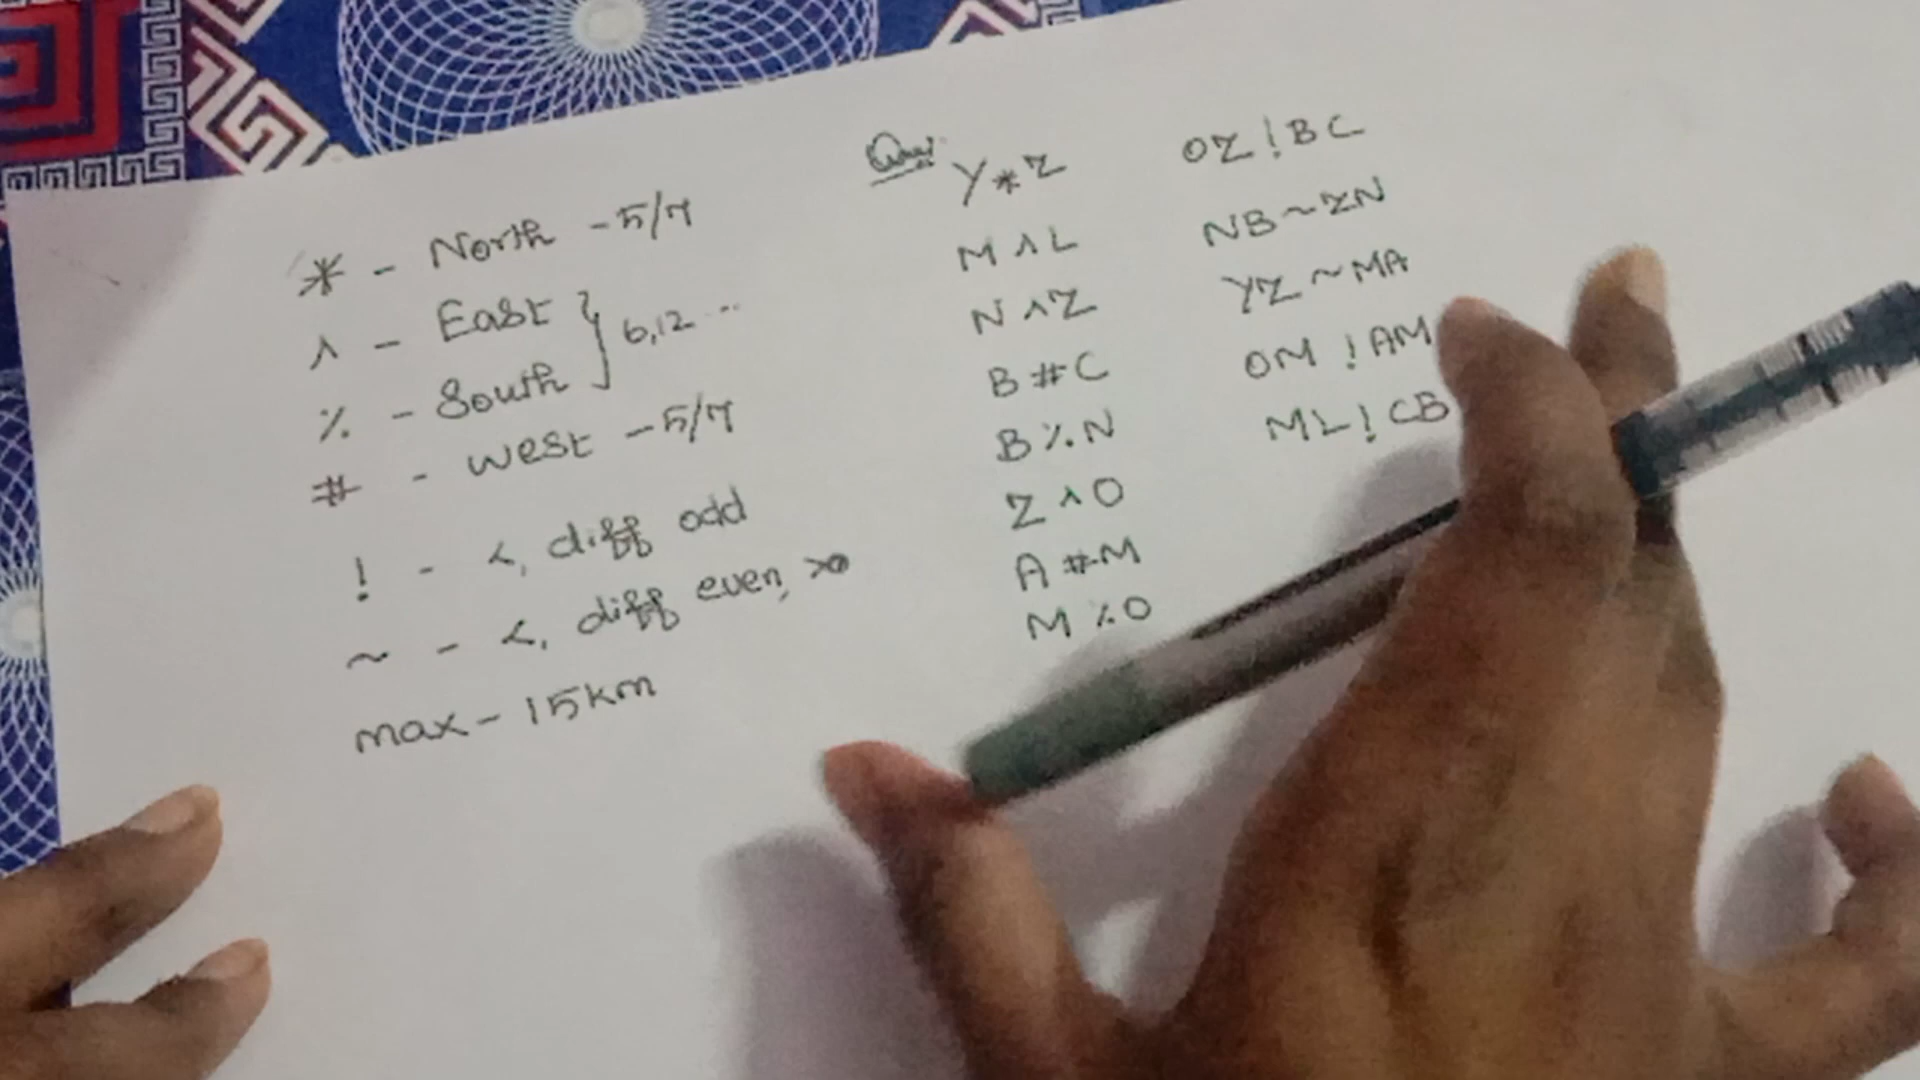 * - North - 5/7
^ - East } 6,12 ..
% - South
# - west - 5/7
! - <, diff odd
~ - <, diff even, >
max - 15km
Y * Z
M ^ L
N ^ Z
B # C
B % N
Z ^ O
A # M
M % O
OZ ! BC
NB ~ ZN
YZ ~ MA
OM ! AM
ML ! CB